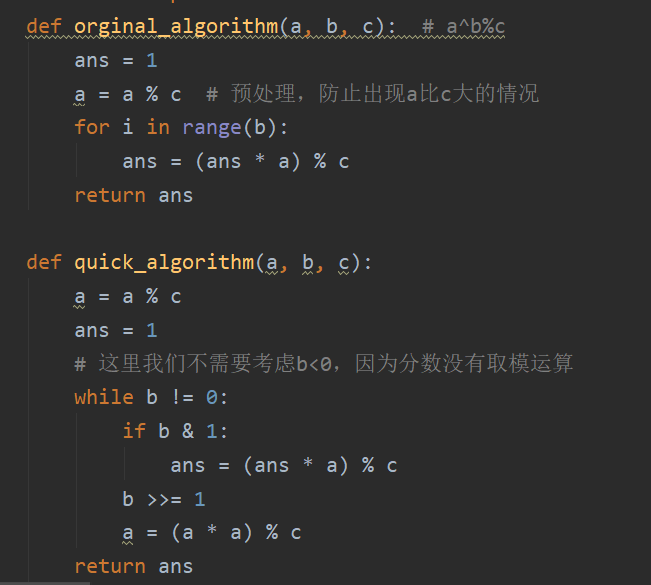 def orginal_algorithm(a, b, c):  # a^b%c
    ans = 1
    a = a % c  # 预处理，防止出现a比c大的情况
    for i in range(b):
        ans = (ans * a) % c
    return ans
def quick_algorithm(a, b, c):
    a = a % c
    ans = 1
    # 这里我们不需要考虑b<0，因为分数没有取模运算
    while b != 0:
        if b & 1:
            ans = (ans * a) % c
        b >>= 1
        a = (a * a) % c
    return ans